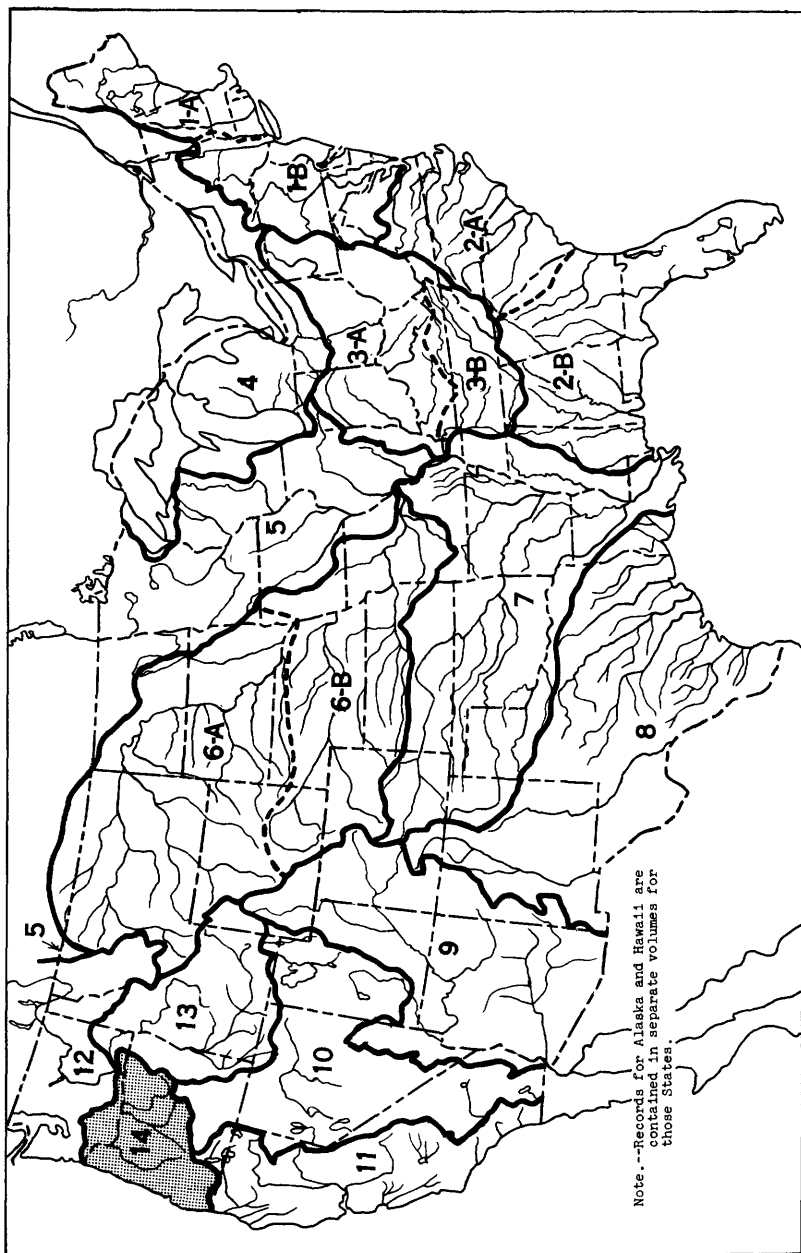 1-A
1-B
2-A
2-B
3-A
3-B
4
5
5
6-A
6-B
7
8
9
10
11
12
13
14
Note.--Records for Alaska and Hawaii are
contained in separate volumes for
those States.